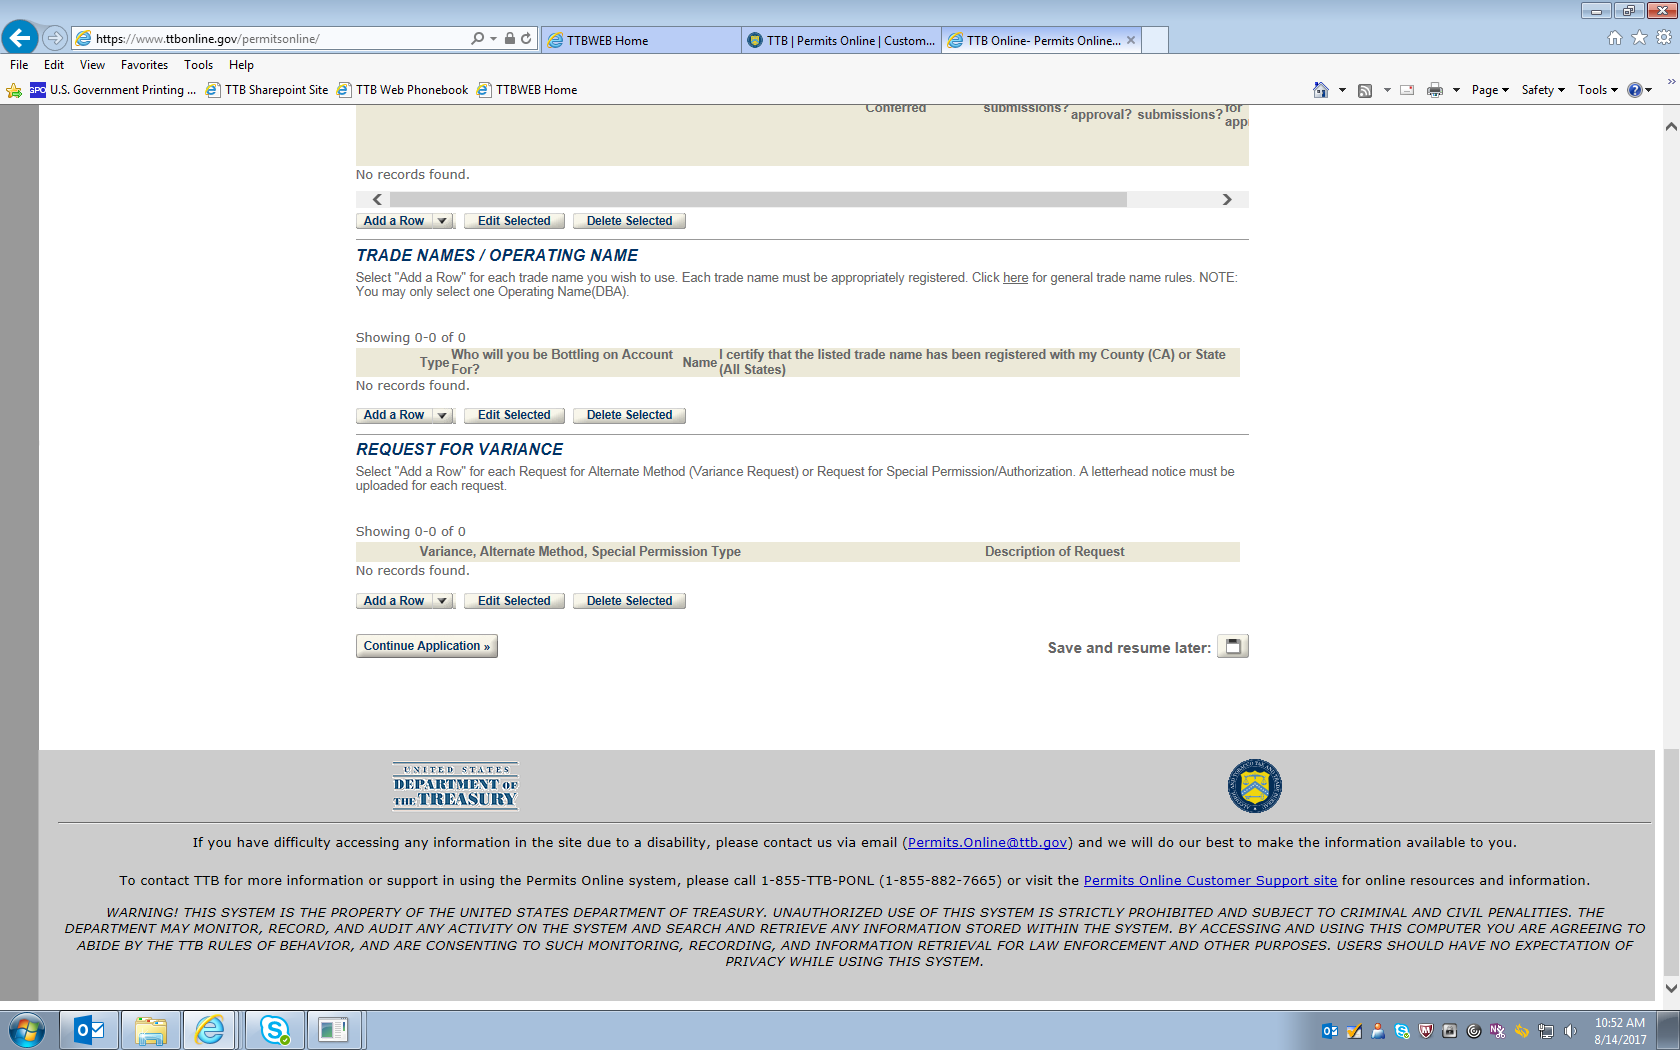 https://www.ttbonline.gov/permitsonline/
TTBWEB Home
TTB | Permits Online | Custom...
TTB Online- Permits Online...
File Edit View Favorites Tools Help
GPO U.S. Government Printing ... TTB Sharepoint Site TTB Web Phonebook TTBWEB Home
Page Safety Tools
Conferred submissions? approval? submissions? for
app
No records found.
Add a Row Edit Selected Delete Selected
TRADE NAMES / OPERATING NAME
Select "Add a Row" for each trade name you wish to use. Each trade name must be appropriately registered. Click here for general trade name rules. NOTE:
You may only select one Operating Name(DBA).
Showing 0-0 of 0
Type Who will you be Bottling on Account For? Name I certify that the listed trade name has been registered with my County (CA) or State (All States)
No records found.
Add a Row Edit Selected Delete Selected
REQUEST FOR VARIANCE
Select "Add a Row" for each Request for Alternate Method (Variance Request) or Request for Special Permission/Authorization. A letterhead notice must be
uploaded for each request.
Showing 0-0 of 0
Variance, Alternate Method, Special Permission Type Description of Request
No records found.
Add a Row Edit Selected Delete Selected
Continue Application » Save and resume later:
UNITED STATES
DEPARTMENT OF
THE TREASURY
If you have difficulty accessing any information in the site due to a disability, please contact us via email (Permits.Online@ttb.gov) and we will do our best to make the information available to you.
To contact TTB for more information or support in using the Permits Online system, please call 1-855-TTB-PONL (1-855-882-7665) or visit the Permits Online Customer Support site for online resources and information.
WARNING! THIS SYSTEM IS THE PROPERTY OF THE UNITED STATES DEPARTMENT OF TREASURY. UNAUTHORIZED USE OF THIS SYSTEM IS STRICTLY PROHIBITED AND SUBJECT TO CRIMINAL AND CIVIL PENALITIES. THE
DEPARTMENT MAY MONITOR, RECORD, AND AUDIT ANY ACTIVITY ON THE SYSTEM AND SEARCH AND RETRIEVE ANY INFORMATION STORED WITHIN THE SYSTEM. BY ACCESSING AND USING THIS COMPUTER YOU ARE AGREEING TO
ABIDE BY THE TTB RULES OF BEHAVIOR, AND ARE CONSENTING TO SUCH MONITORING, RECORDING, AND INFORMATION RETRIEVAL FOR LAW ENFORCEMENT AND OTHER PURPOSES. USERS SHOULD HAVE NO EXPECTATION OF
PRIVACY WHILE USING THIS SYSTEM.
10:52 AM
8/14/2017